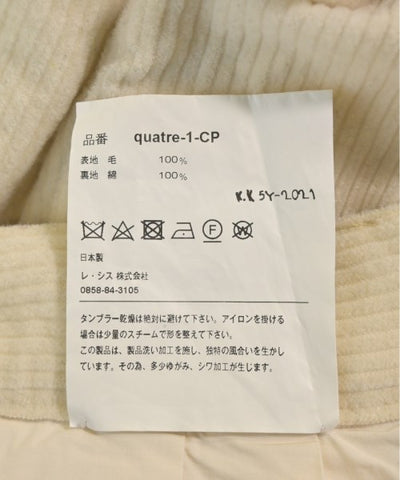 品番 quatre-1-CP
表地 毛 100%
裏地 綿 100%
K.K SY-2021
日本製
レ・シス 株式会社
0858-84-3105
タンブラー乾燥は絶対に避けて下さい。アイロンを掛ける
場合は少量のスチームで形を整えて下さい。
この製品は、製品洗い加工を施し、独特の風合いを生かし
ています。その為、多少ゆがみ、シワ加工が生じます。